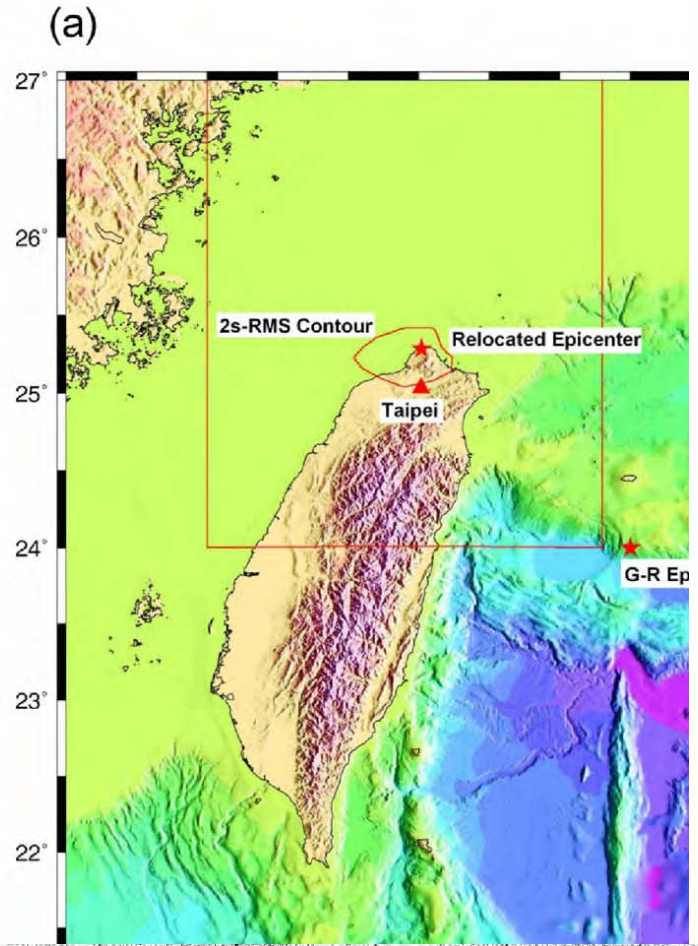 (a)
27°
26°
2s-RMS Contour
Relocated Epicenter
25°
Taipei
24°
G-R Ep
23°
22°